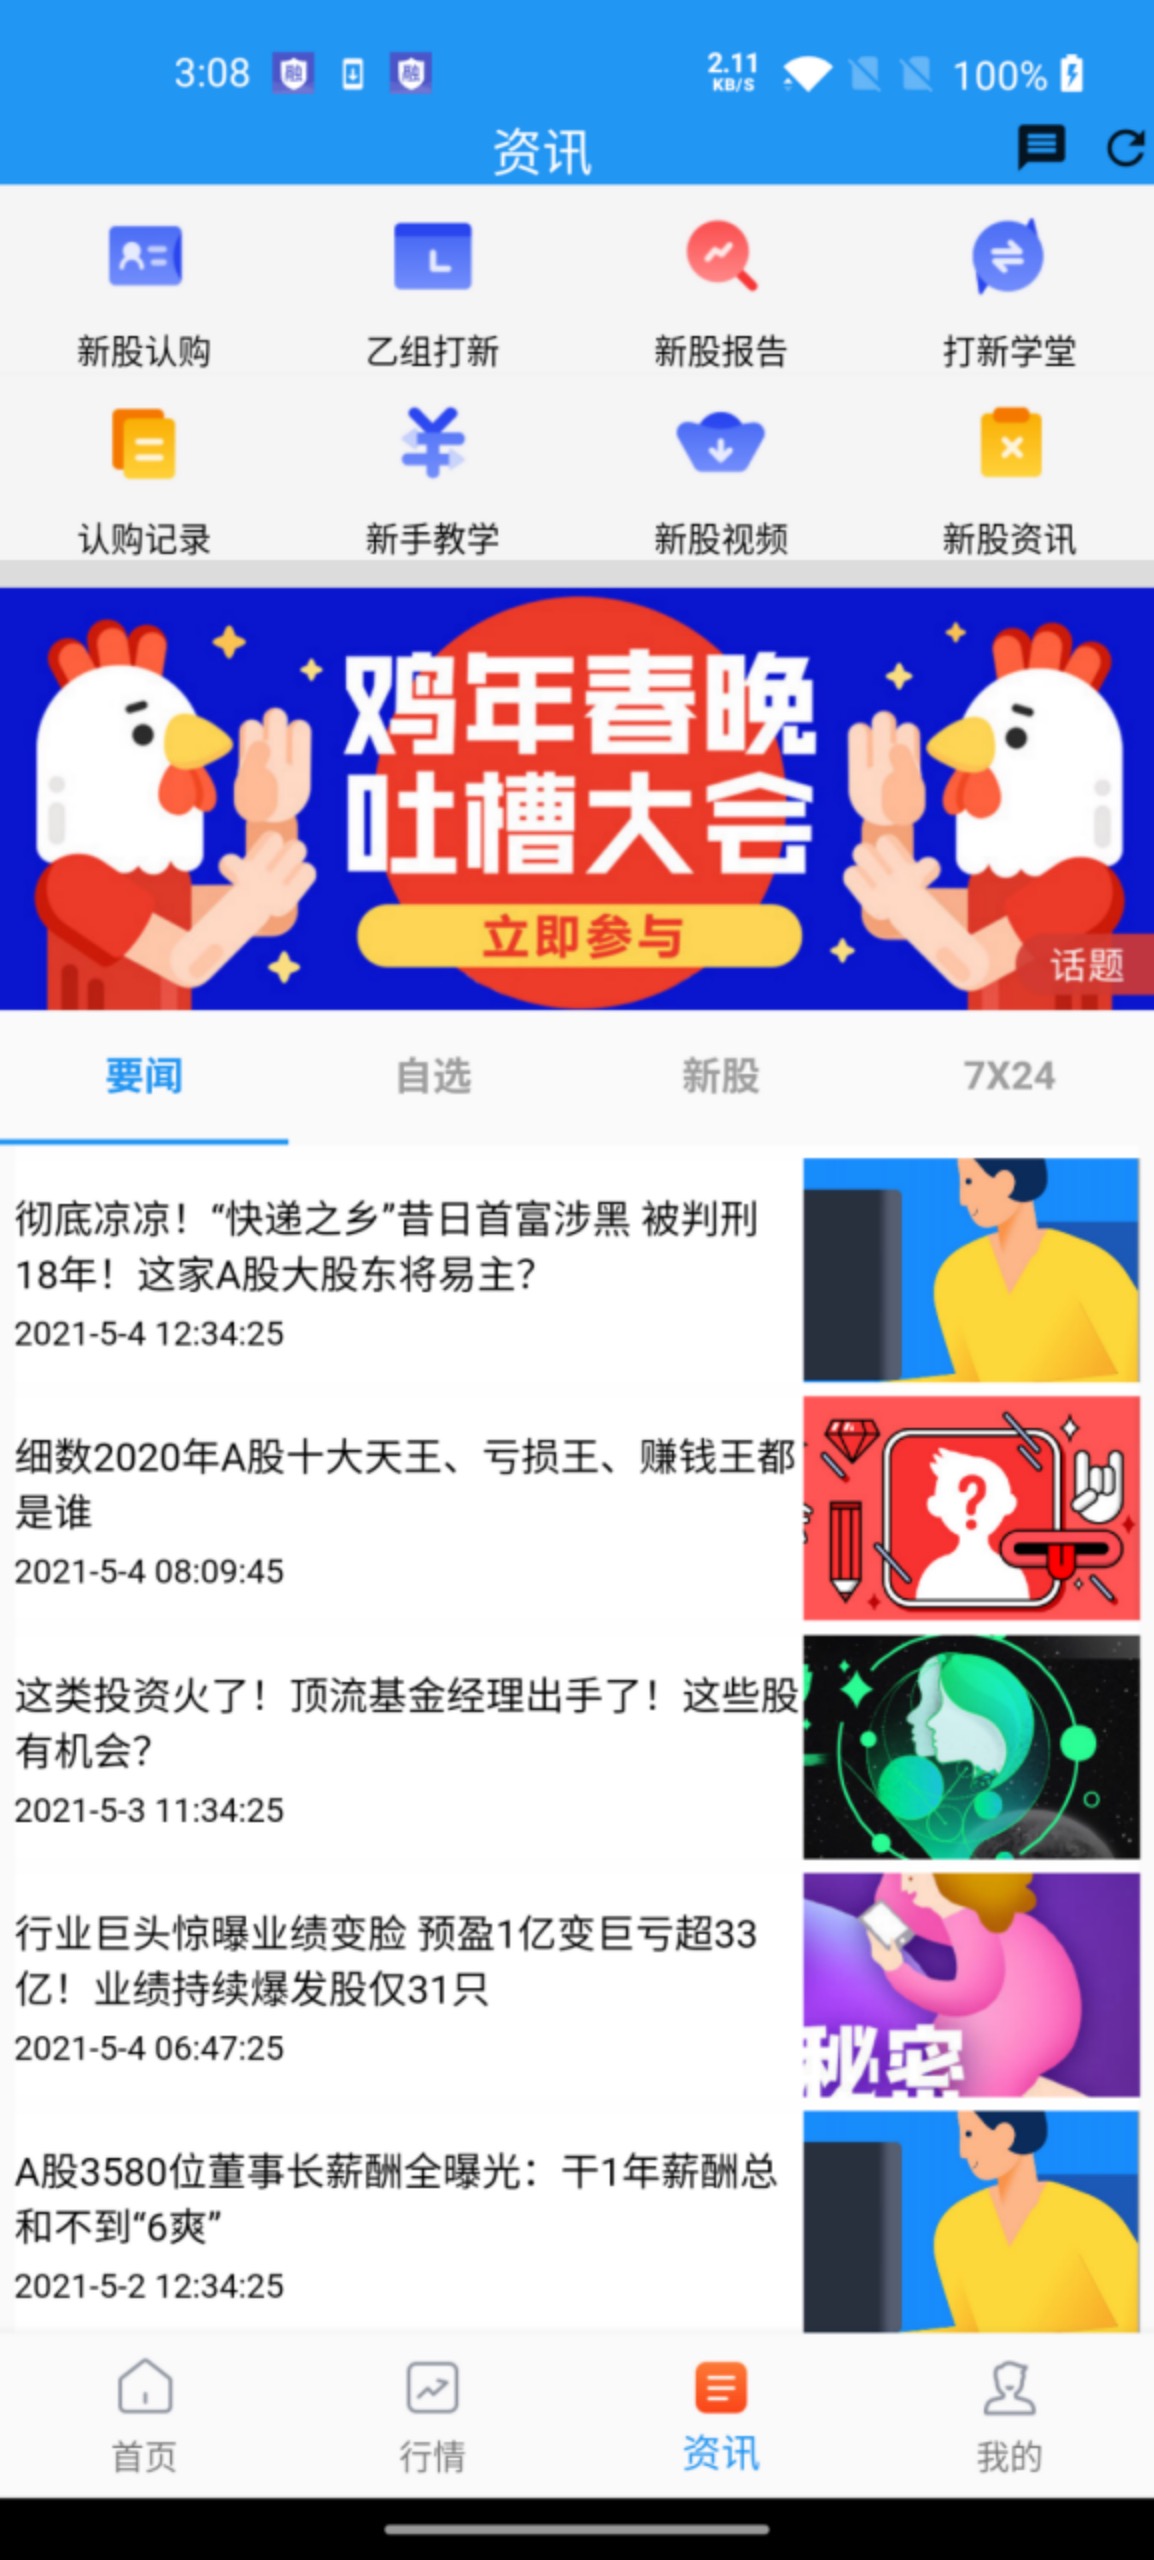 3:08 融 融 2.11 KB/S 100%
资讯
新股认购 乙组打新 新股报告 打新学堂
认购记录 新手教学 新股视频 新股资讯
鸡年春晚
吐槽大会
立即参与
话题
要闻 自选 新股 7X24
彻底凉凉！“快递之乡”昔日首富涉黑 被判刑
18年！这家A股大股东将易主？
2021-5-4 12:34:25
细数2020年A股十大天王、亏损王、赚钱王都
是谁
2021-5-4 08:09:45
这类投资火了！顶流基金经理出手了！这些股
有机会？
2021-5-3 11:34:25
行业巨头惊曝业绩变脸 预盈1亿变巨亏超33
亿！业绩持续爆发股仅31只
2021-5-4 06:47:25
秘密
A股3580位董事长薪酬全曝光：干1年薪酬总
和不到“6爽”
2021-5-2 12:34:25
首页 行情 资讯 我的